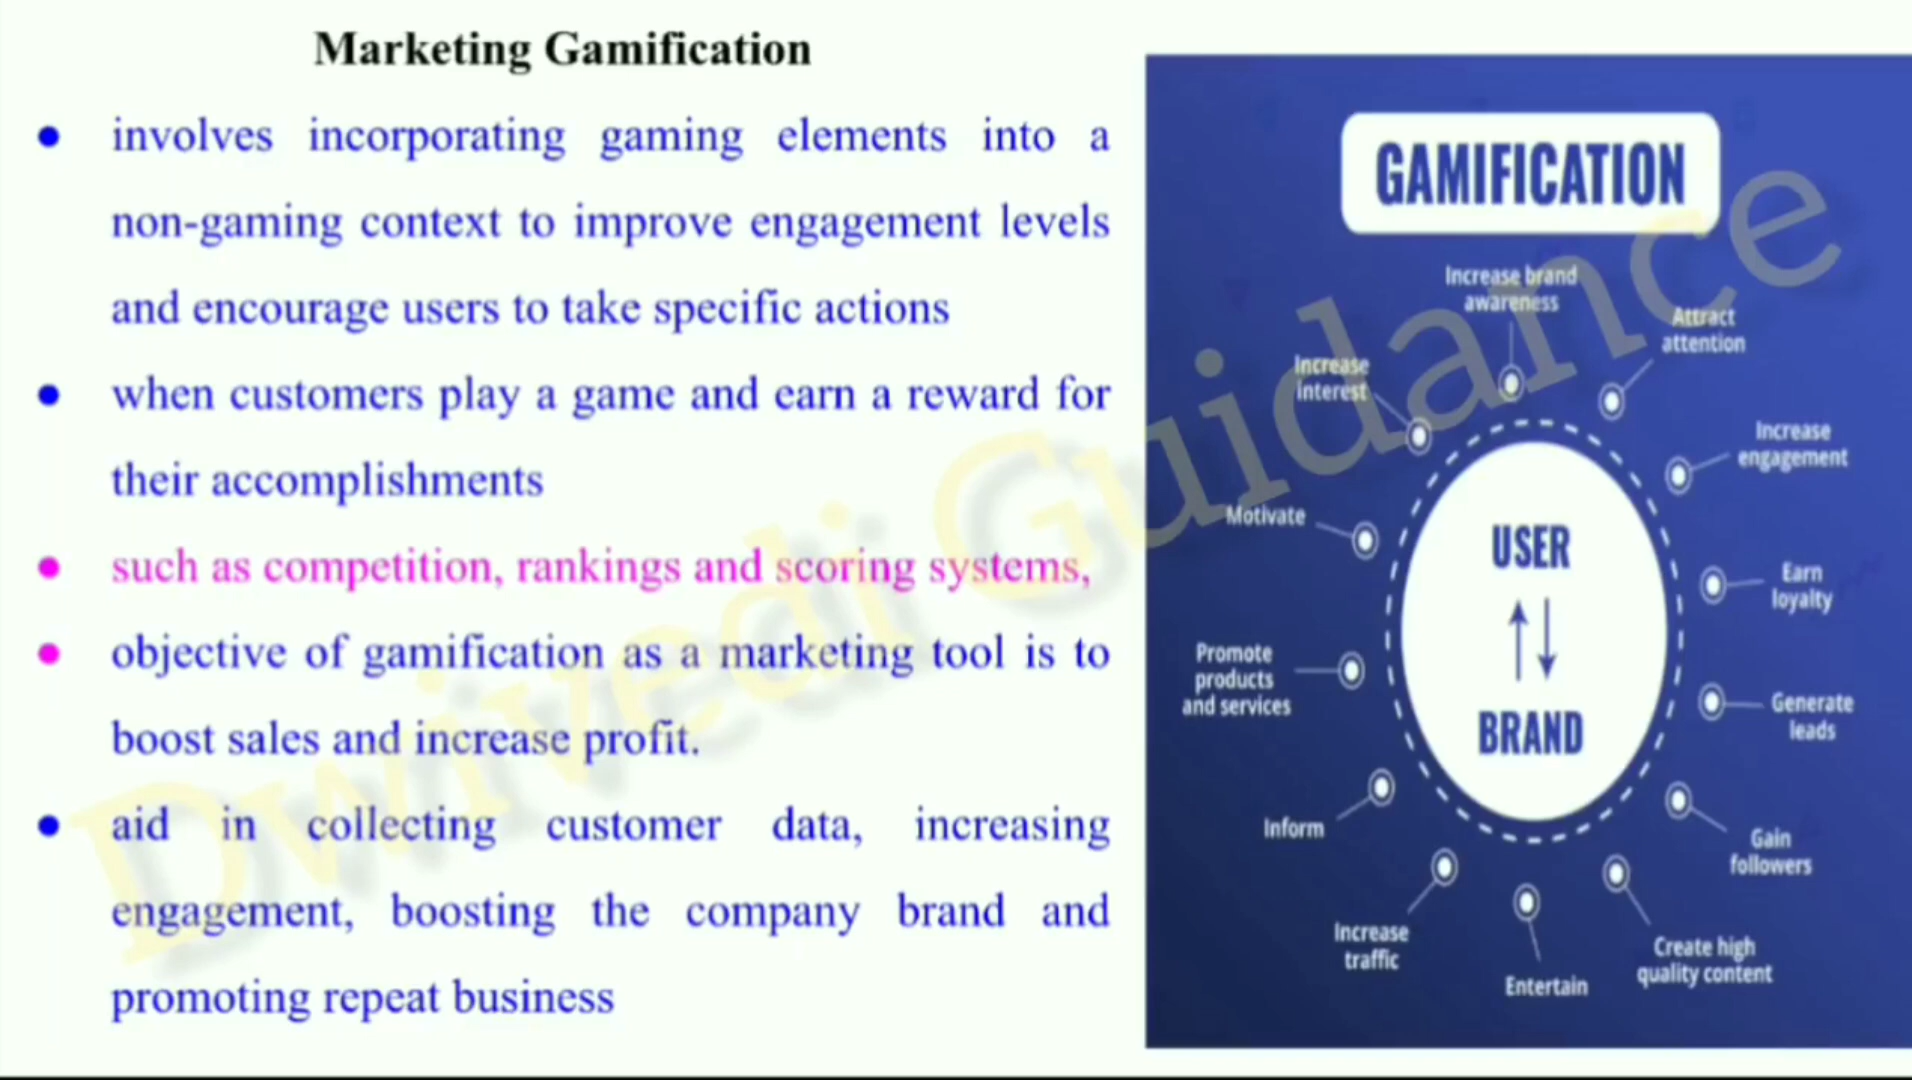 Marketing Gamification
involves incorporating gaming elements into a
non-gaming context to improve engagement levels
and encourage users to take specific actions
when customers play a game and earn a reward for
their accomplishments
such as competition, rankings and scoring systems,
objective of gamification as a marketing tool is to
boost sales and increase profit.
aid in collecting customer data, increasing
engagement, boosting the company brand and
promoting repeat business
GAMIFICATION
Increase brand
awareness
Attract
attention
Increase
engagement
Earn
loyalty
Generate
leads
Gain
followers
Create high
quality content
Entertain
Increase
traffic
Inform
Promote
products
and services
Motivate
Increase
interest
USER
BRAND
Dwivedi Guidance